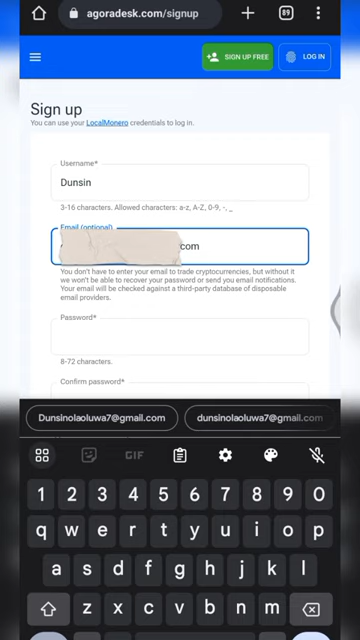 agoradesk.com/signup
89
SIGN UP FREE
LOG IN
Sign up
You can use your LocalMonero credentials to log in.
Username*
Dunsin
3-16 characters. Allowed characters: a-z, A-Z, 0-9, -, _
Email (optional)
.com
You don't have to enter your email to trade cryptocurrencies, but without it
we won't be able to recover your password or send you email notifications.
Your email will be checked against a third-party database of disposable
email providers.
Password*
8-72 characters.
Confirm password*
Dunsinolaoluwa7@gmail.com
dunsinolaoluwa7@gmail.com
GIF
1 2 3 4 5 6 7 8 9 0
q w e r t y u i o p
a s d f g h j k l
z x c v b n m